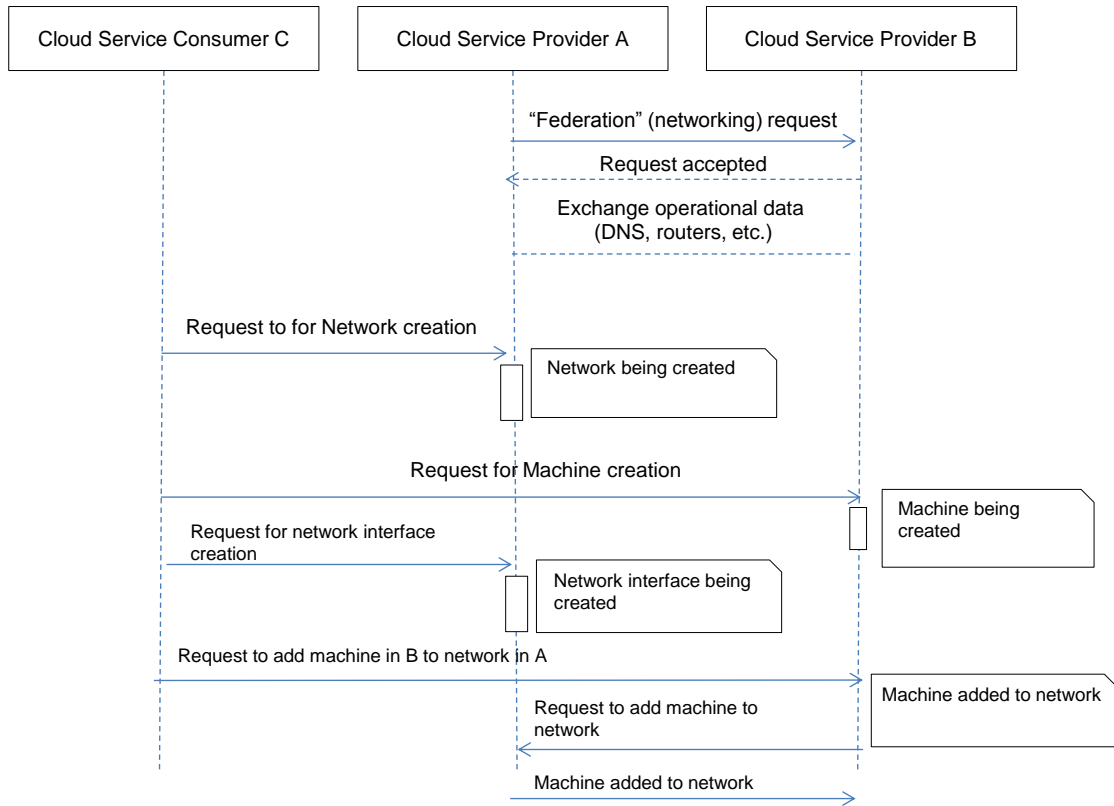 Cloud Service Consumer C
Cloud Service Provider A
Cloud Service Provider B
“Federation” (networking) request
Request accepted
Exchange operational data
(DNS, routers, etc.)
Request to for Network creation
Network being created
Request for Machine creation
Machine being
created
Request for network interface
creation
Network interface being
created
Request to add machine in B to network in A
Machine added to network
Request to add machine to
network
Machine added to network